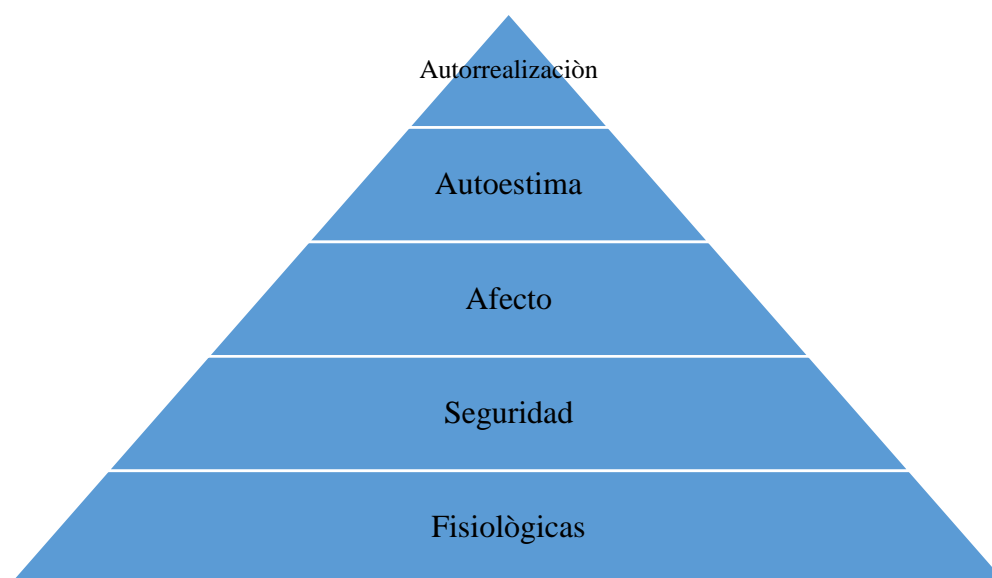 Autorrealizaciòn
Autoestima
Afecto
Seguridad
Fisiològicas